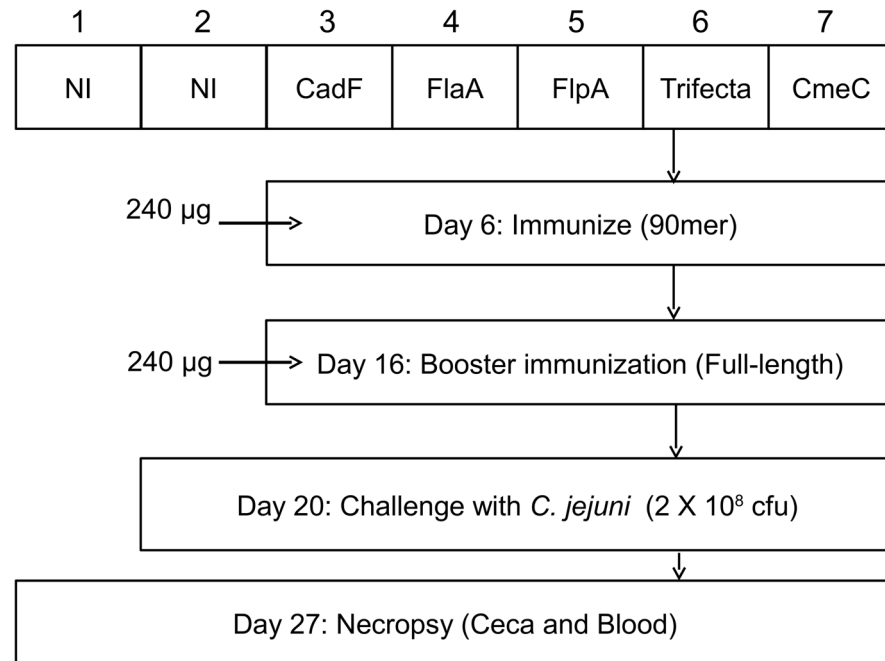 1 2 3 4 5 6 7
NI NI CadF FlaA FlpA Trifecta CmeC
240 µg
Day 6: Immunize (90mer)
240 µg
Day 16: Booster immunization (Full-length)
Day 20: Challenge with C. jejuni (2 X 10⁸ cfu)
Day 27: Necropsy (Ceca and Blood)